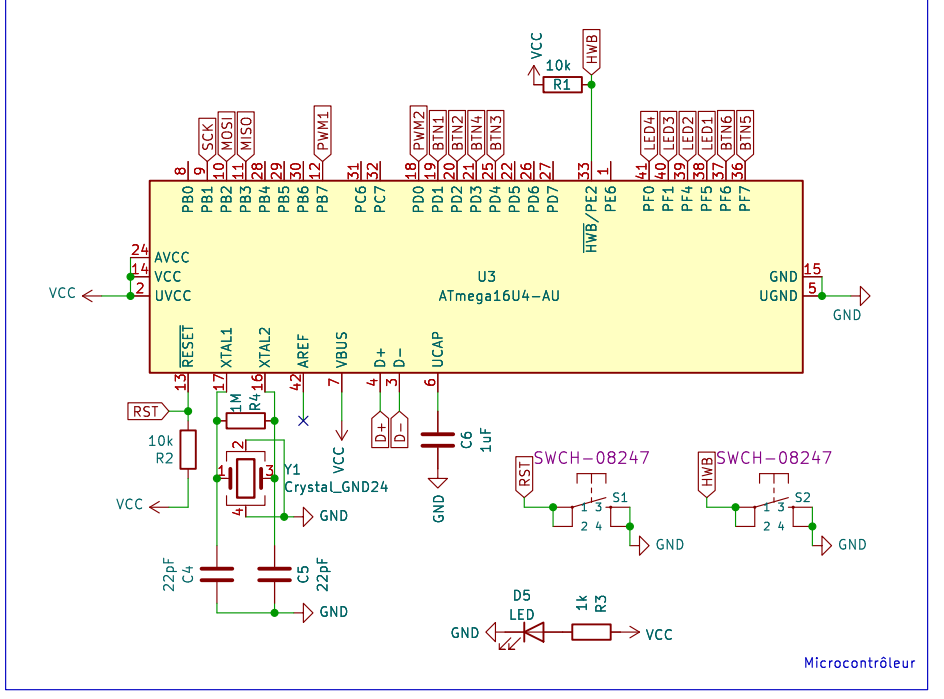 VCC
10k
R1
HWB
SCK
MOSI
MISO
PWM1
PWM2
BTN1
BTN2
BTN4
BTN3
LED4
LED3
LED2
LED1
BTN6
BTN5
8 9 10 11 28 29 30 12 31 32 18 19 20 21 25 22 26 27 33 1 41 40 39 38 37 36
PB0 PB1 PB2 PB3 PB4 PB5 PB6 PB7 PC6 PC7 PD0 PD1 PD2 PD3 PD4 PD5 PD6 PD7 HWB/PE2 PE6 PF0 PF1 PF4 PF5 PF6 PF7
24 AVCC
14 VCC
2 UVCC
VCC
U3
ATmega16U4-AU
GND 15
UGND 5
GND
RESET XTAL1 XTAL2 AREF VBUS D+ D- UCAP
13 17 16 42 7 4 3 6
RST
1M
R4
10k
R2
VCC
2
1 3
4
Y1
Crystal_GND24
GND
VCC
D+
D-
C6
1uF
GND
22pF
C4
C5
22pF
GND
RST
SWCH-08247
1 3
2 4
S1
GND
HWB
SWCH-08247
1 3
2 4
S2
GND
D5
LED
GND
1k
R3
VCC
Microcontrôleur